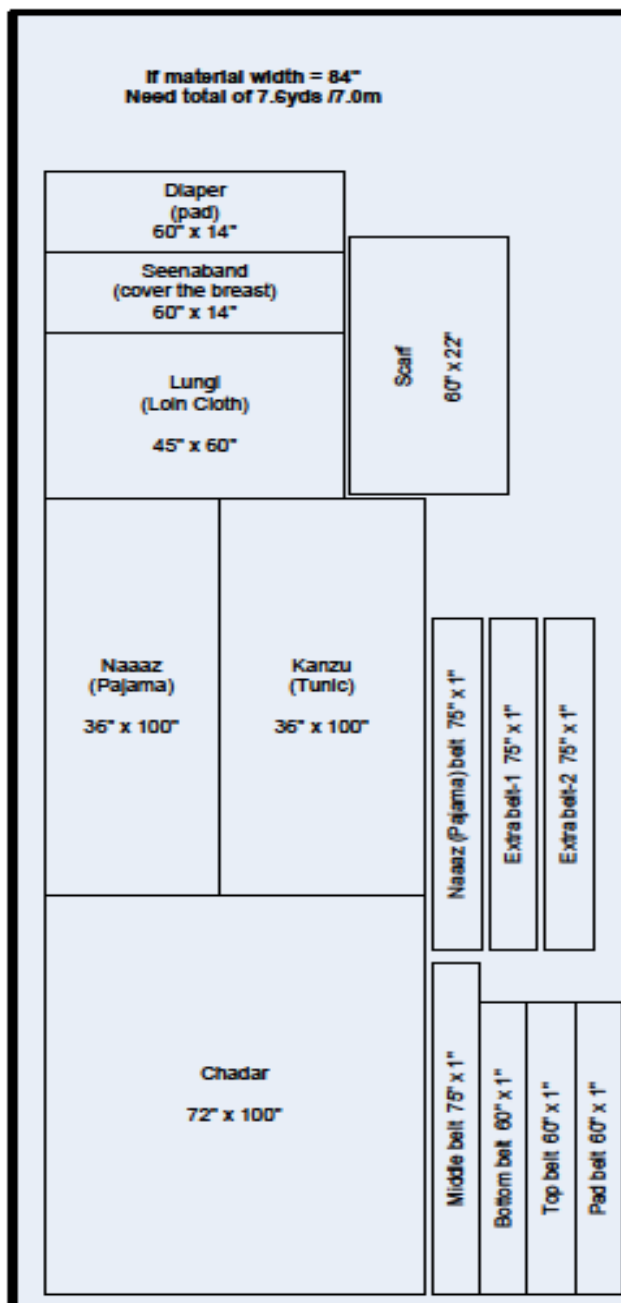 If material width = 84"
Need total of 7.6yds /7.0m
Diaper
(pad)
60" x 14"
Seenaband
(cover the breast)
60" x 14"
Lungi
(Loin Cloth)
45" x 60"
Scarf
60" x 22"
Naaaz
(Pajama)
36" x 100"
Kanzu
(Tunic)
36" x 100"
Naaaz (Pajama) belt 75" x 1"
Extra belt-1 75" x 1"
Extra belt-2 75" x 1"
Chadar
72" x 100"
Middle belt 75" x 1"
Bottom belt 60" x 1"
Top belt 60" x 1"
Pad belt 60" x 1"